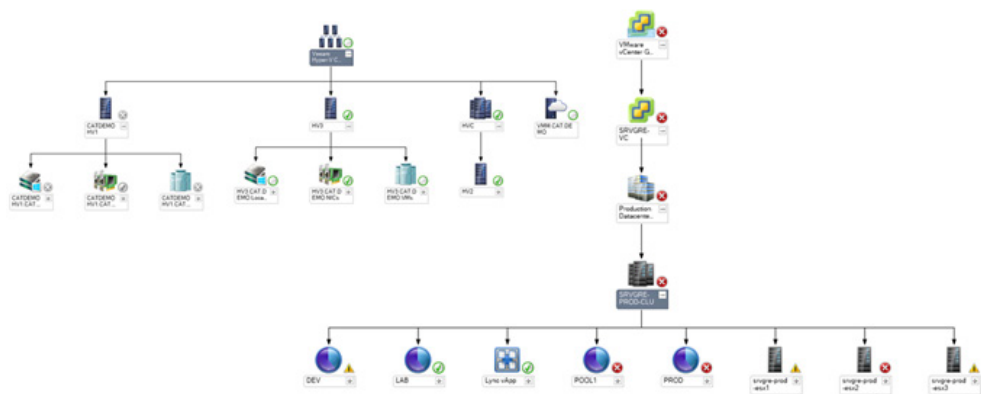 Veeam
Hyper-V C...
VMware
vCenter G...
CATDEMO
HV1
HV3
HVC
VMM.CAT.DE
MO
SRVGRE-
VC
CATDEMO
HV1.CAT...
CATDEMO
HV1.CAT...
CATDEMO
HV1.CAT...
HV3.CAT.D
EMO Loca...
HV3.CAT.D
EMO NICs
HV3.CAT.D
EMO VMs
HV2
Production
Datacente...
SRVGRE-
PROD-CLU
DEV
LAB
Lync vApp
POOL1
PROD
srvgre-prod
-esx1
srvgre-prod
-esx2
srvgre-prod
-esx3